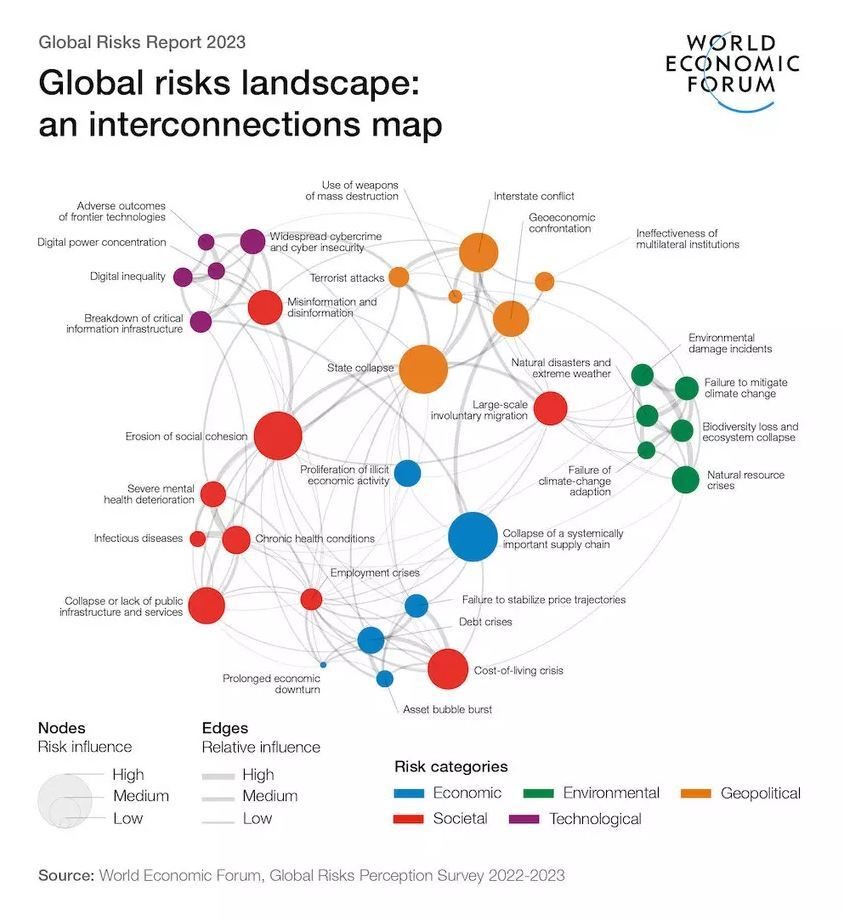 Global Risks Report 2023
WORLD
ECONOMIC
FORUM
Global risks landscape:
an interconnections map
Use of weapons
of mass destruction
Interstate conflict
Adverse outcomes
of frontier technologies
Geoeconomic
confrontation
Digital power concentration
Widespread cybercrime
and cyber insecurity
Ineffectiveness of
multilateral institutions
Digital inequality
Terrorist attacks
Misinformation and
disinformation
Breakdown of critical
information infrastructure
Environmental
damage incidents
State collapse
Natural disasters and
extreme weather
Failure to mitigate
climate change
Large-scale
involuntary migration
Biodiversity loss and
ecosystem collapse
Erosion of social cohesion
Proliferation of illicit
economic activity
Failure of
climate-change
adaption
Natural resource
crises
Severe mental
health deterioration
Infectious diseases
Chronic health conditions
Collapse of a systemically
important supply chain
Employment crises
Collapse or lack of public
infrastructure and services
Failure to stabilize price trajectories
Debt crises
Cost-of-living crisis
Prolonged economic
downturn
Asset bubble burst
Nodes
Risk influence
High
Medium
Low
Edges
Relative influence
High
Medium
Low
Risk categories
Economic
Environmental
Geopolitical
Societal
Technological
Source: World Economic Forum, Global Risks Perception Survey 2022-2023